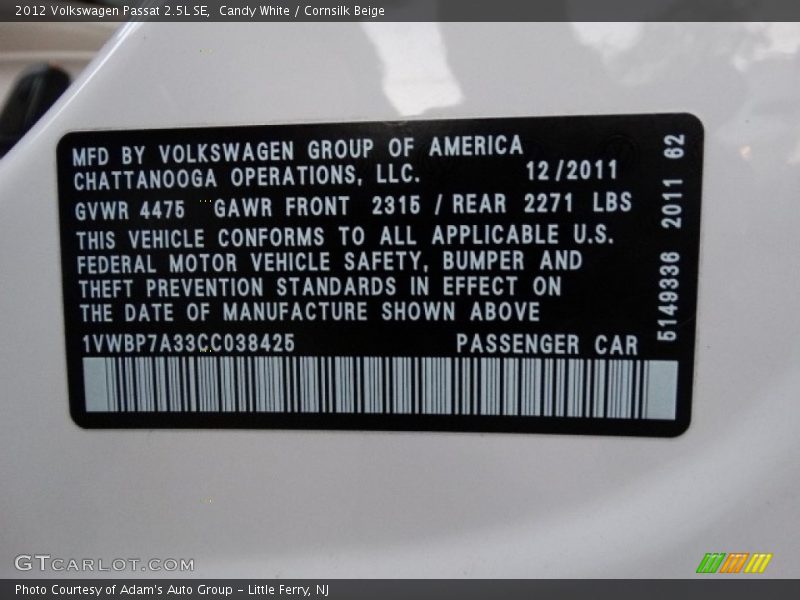 2012 Volkswagen Passat 2.5L SE,  Candy White / Cornsilk Beige
MFD BY VOLKSWAGEN GROUP OF AMERICA
CHATTANOOGA OPERATIONS, LLC.    12/2011
GVWR 4475  GAWR FRONT  2315 / REAR 2271 LBS
THIS VEHICLE CONFORMS TO ALL APPLICABLE U.S.
FEDERAL MOTOR VEHICLE SAFETY, BUMPER AND
THEFT PREVENTION STANDARDS IN EFFECT ON
THE DATE OF MANUFACTURE SHOWN ABOVE
1VWBP7A33CC038425    PASSENGER CAR
5149336 2011 62
GTCARLOT.COM
Photo Courtesy of Adam's Auto Group - Little Ferry, NJ